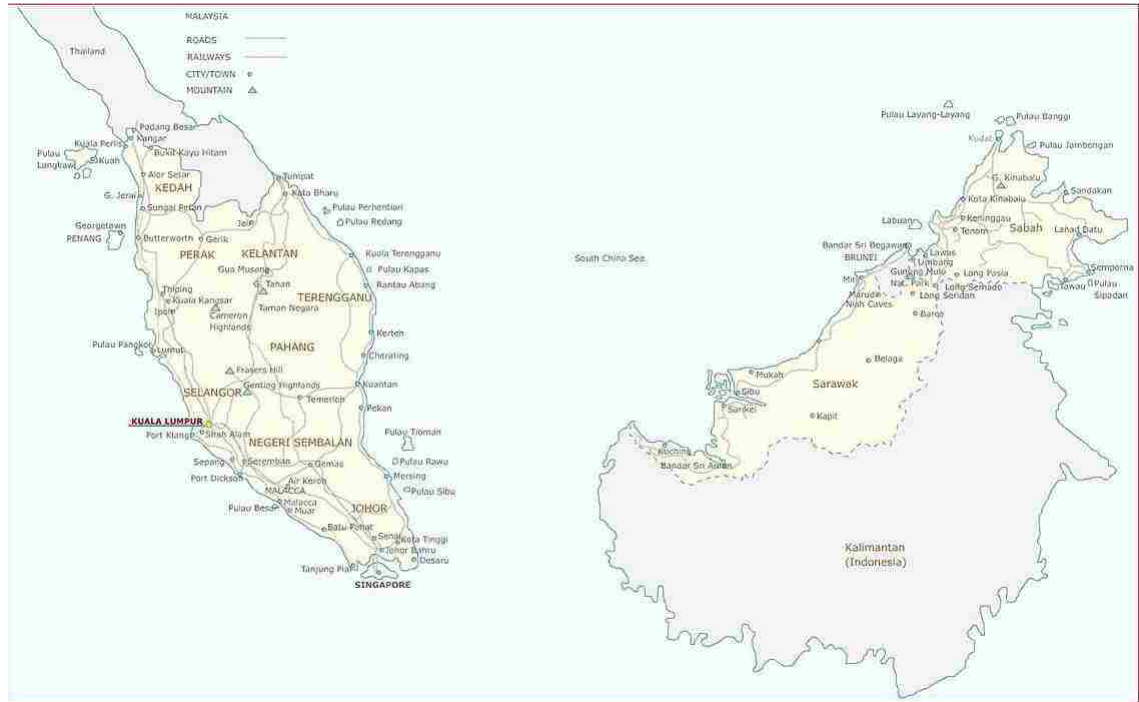 MALAYSIA
ROADS
RAILWAYS
CITY/TOWN
MOUNTAIN
Thailand
Padang Besar
Kangar
Kuala Perlis
Bukit Kayu Hitam
Pulau
Langkawi
Kuah
Alor Setar
KEDAH
G. Jerai
Sungai Petan
Georgetown
PENANG
Butterworth
Gerik
PERAK
KELANTAN
Tumpat
Kota Bharu
Pulau Perhentian
Pulau Redang
Jeli
Gua Musang
G. Tahan
Taman Negara
Kuala Terengganu
Pulau Kapas
Rantau Abang
TERENGGANU
Taiping
Kuala Kangsar
Ipoh
Cameron
Highlands
Pulau Pangkor
Lumut
Kerteh
PAHANG
Cherating
Frasers Hill
Genting Highlands
SELANGOR
Temerloh
Kuantan
Pekan
KUALA LUMPUR
Port Klang
Shah Alam
NEGERI SEMBALAN
Pulau Tioman
Sepang
Seremban
Gemas
Pulau Rawu
Port Dickson
Mersing
Air Keroh
MALACCA
Pulau Sibu
Pulau Besar
Malacca
Muar
JOHOR
Batu Pahat
Senai
Kota Tinggi
Johor Bahru
Desaru
Tanjung Piai
SINGAPORE
South China See
Pulau Layang-Layang
Pulau Banggi
Kudat
Pulau Jambongan
G. Kinabalu
Sandakan
Kota Kinabalu
Labuan
Keninggau
Tenom
Sabah
Lahad Datu
Bandar Sri Begawan
BRUNEI
Lawas
Limbang
Semporna
Gunung Mulu
Nat. Park
Long Pasia
Miri
Long Semado
Tawau
Pulau
Sipadan
Marudi
Niah Caves
Long Seridan
Bario
Belaga
Mukah
Sarawak
Sibu
Sarikei
Kapit
Kuching
Bandar Sri Aman
Kalimantan
(Indonesia)